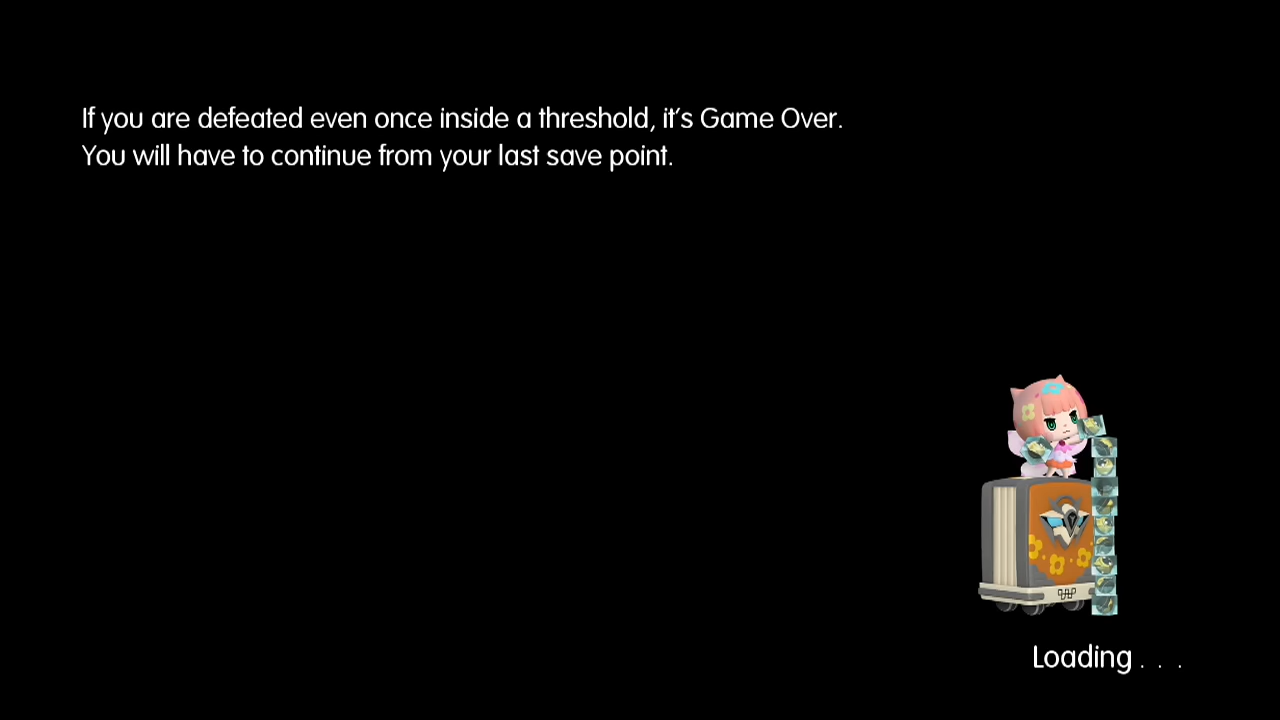 If you are defeated even once inside a threshold, it's Game Over.
You will have to continue from your last save point.
Loading . . .